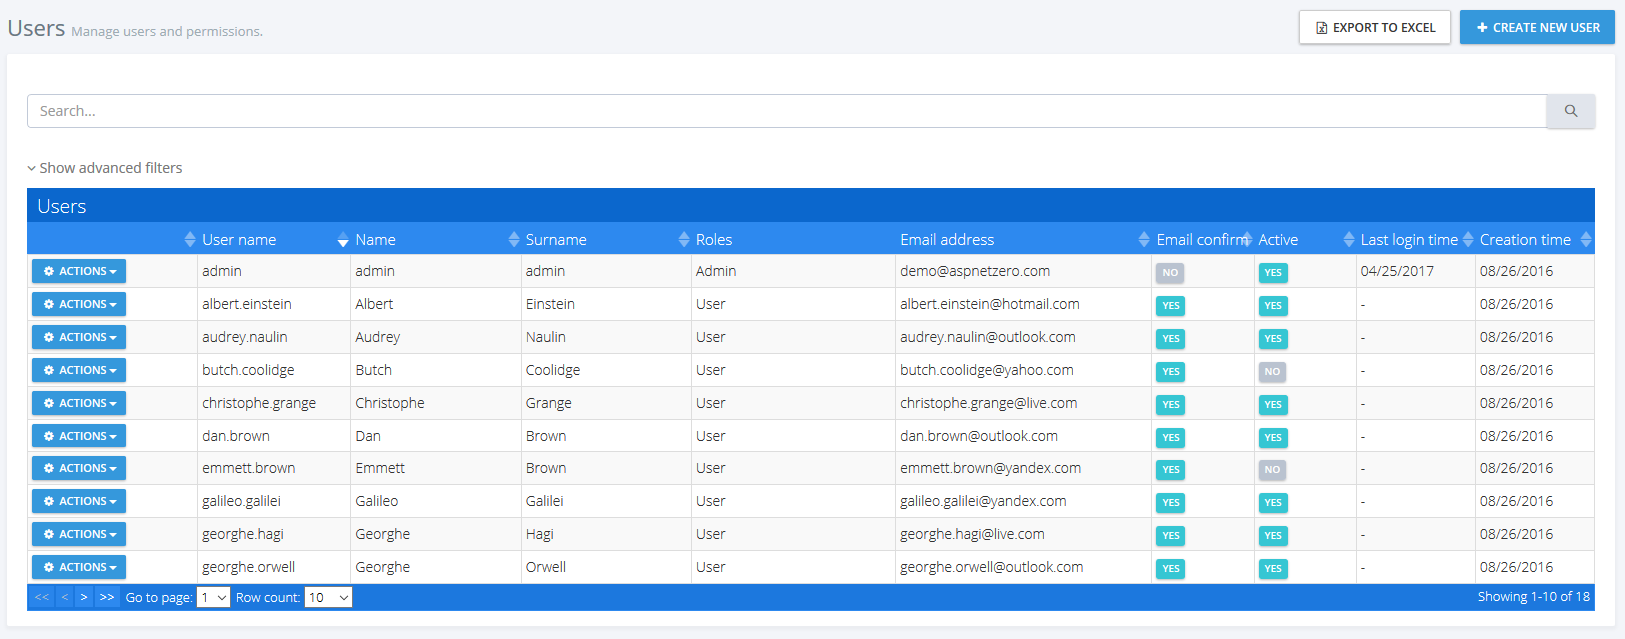 Users Manage users and permissions. EXPORT TO EXCEL + CREATE NEW USER
Search...
Show advanced filters
Users
User name Name Surname Roles Email address Email confirm Active Last login time Creation time
ACTIONS admin admin admin Admin demo@aspnetzero.com NO YES 04/25/2017 08/26/2016
ACTIONS albert.einstein Albert Einstein User albert.einstein@hotmail.com YES YES - 08/26/2016
ACTIONS audrey.naulin Audrey Naulin User audrey.naulin@outlook.com YES YES - 08/26/2016
ACTIONS butch.coolidge Butch Coolidge User butch.coolidge@yahoo.com YES NO - 08/26/2016
ACTIONS christophe.grange Christophe Grange User christophe.grange@live.com YES YES - 08/26/2016
ACTIONS dan.brown Dan Brown User dan.brown@outlook.com YES YES - 08/26/2016
ACTIONS emmett.brown Emmett Brown User emmett.brown@yandex.com YES NO - 08/26/2016
ACTIONS galileo.galilei Galileo Galilei User galileo.galilei@yandex.com YES YES - 08/26/2016
ACTIONS georghe.hagi Georghe Hagi User georghe.hagi@live.com YES YES - 08/26/2016
ACTIONS georghe.orwell Georghe Orwell User georghe.orwell@outlook.com YES YES - 08/26/2016
<< < > >> Go to page: 1 Row count: 10 Showing 1-10 of 18